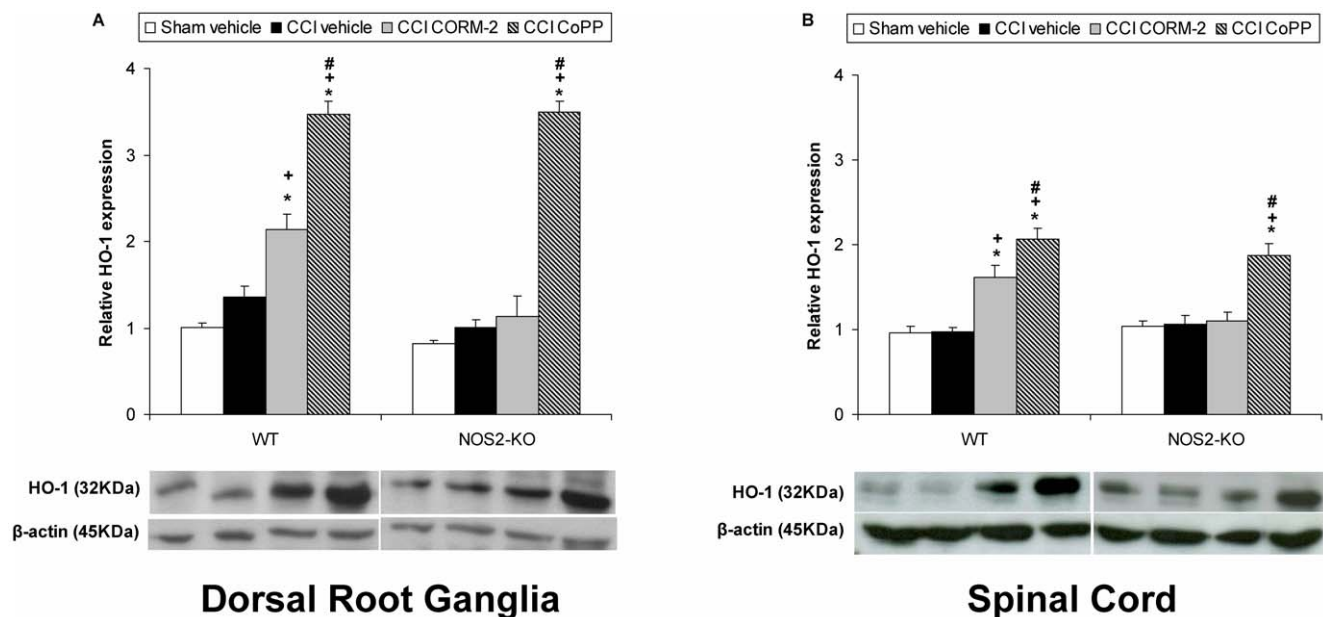 A
Sham vehicle CCI vehicle CCI CORM-2 CCI CoPP
Relative HO-1 expression
4
3
2
1
0
+
*
#
+
*
#
+
*
WT NOS2-KO
HO-1 (32KDa)
β-actin (45KDa)
Dorsal Root Ganglia
B
Sham vehicle CCI vehicle CCI CORM-2 CCI CoPP
Relative HO-1 expression
4
3
2
1
0
+
*
#
+
*
#
+
*
WT NOS2-KO
HO-1 (32KDa)
β-actin (45KDa)
Spinal Cord